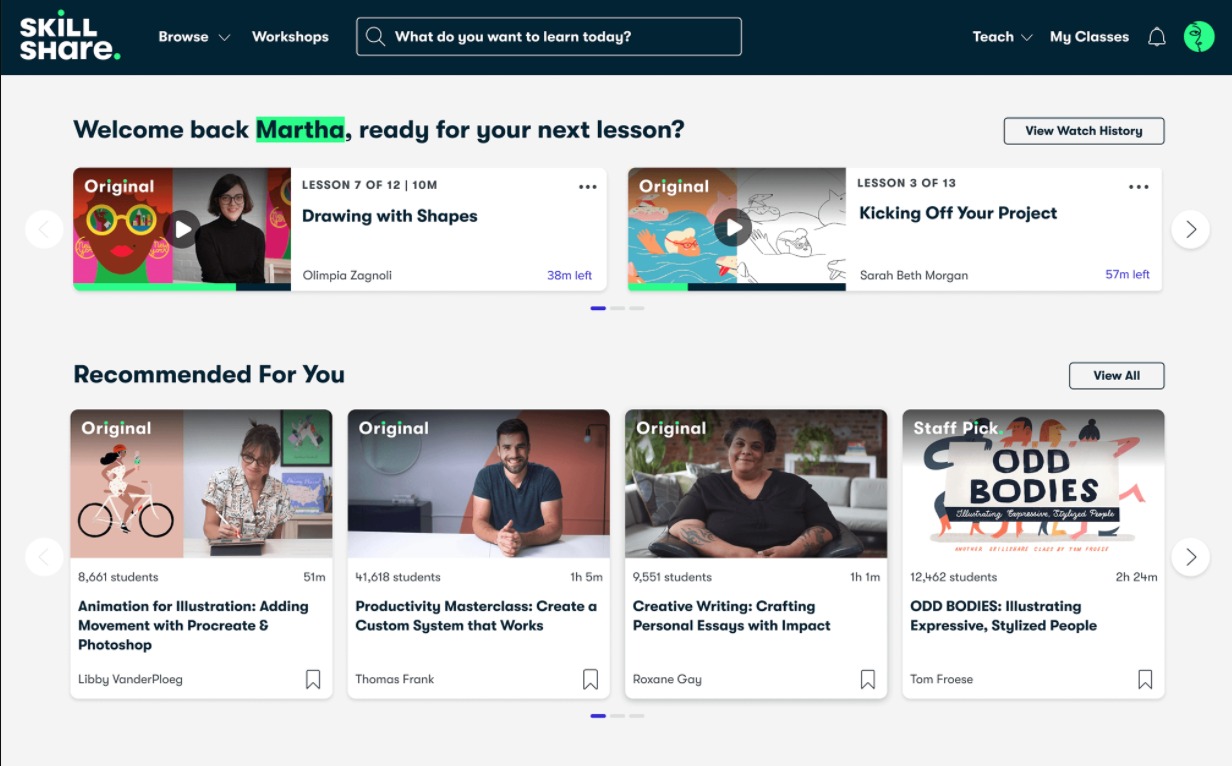 SKiLL
SHare.
Browse
Workshops
What do you want to learn today?
Teach
My Classes
Welcome back Martha, ready for your next lesson?
View Watch History
Original
LESSON 7 OF 12 | 10M
Drawing with Shapes
Olimpia Zagnoli
38m left
Original
LESSON 3 OF 13
Kicking Off Your Project
Sarah Beth Morgan
57m left
Recommended For You
View All
Original
8,661 students
51m
Animation for Illustration: Adding
Movement with Procreate &
Photoshop
Libby VanderPloeg
Original
41,618 students
1h 5m
Productivity Masterclass: Create a
Custom System that Works
Thomas Frank
Original
9,551 students
1h 1m
Creative Writing: Crafting
Personal Essays with Impact
Roxane Gay
Staff Pick.
ODD
BODIES
Illustrating Expressive, Stylized People
ANOTHER SKILLSHARE CLASS BY TOM FROESE
12,462 students
2h 24m
ODD BODIES: Illustrating
Expressive, Stylized People
Tom Froese